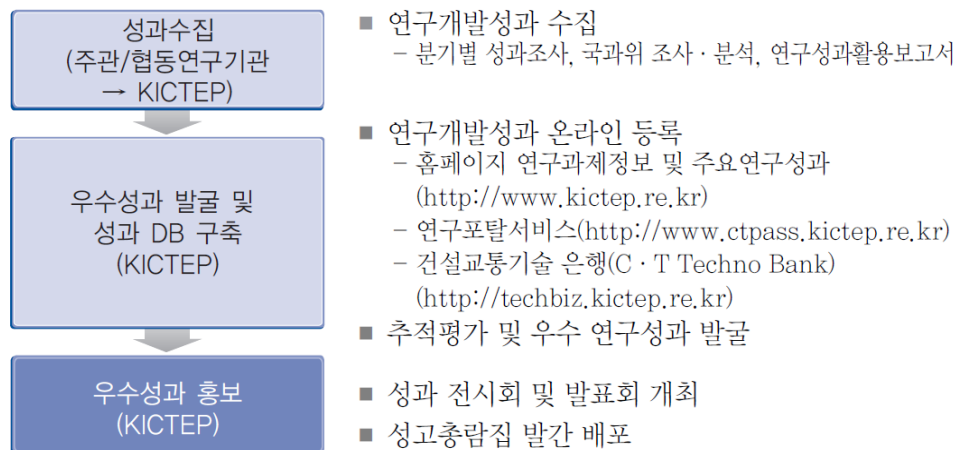 성과수집
(주관/협동연구기관
→ KICTEP)
■ 연구개발성과 수집
- 분기별 성과조사, 국과위 조사 · 분석, 연구성과활용보고서
우수성과 발굴 및
성과 DB 구축
(KICTEP)
■ 연구개발성과 온라인 등록
- 홈페이지 연구과제정보 및 주요연구성과
(http://www.kictep.re.kr)
- 연구포탈서비스(http://www.ctpass.kictep.re.kr)
- 건설교통기술 은행(C · T Techno Bank)
(http://techbiz.kictep.re.kr)
■ 추적평가 및 우수 연구성과 발굴
우수성과 홍보
(KICTEP)
■ 성과 전시회 및 발표회 개최
■ 성고총람집 발간 배포